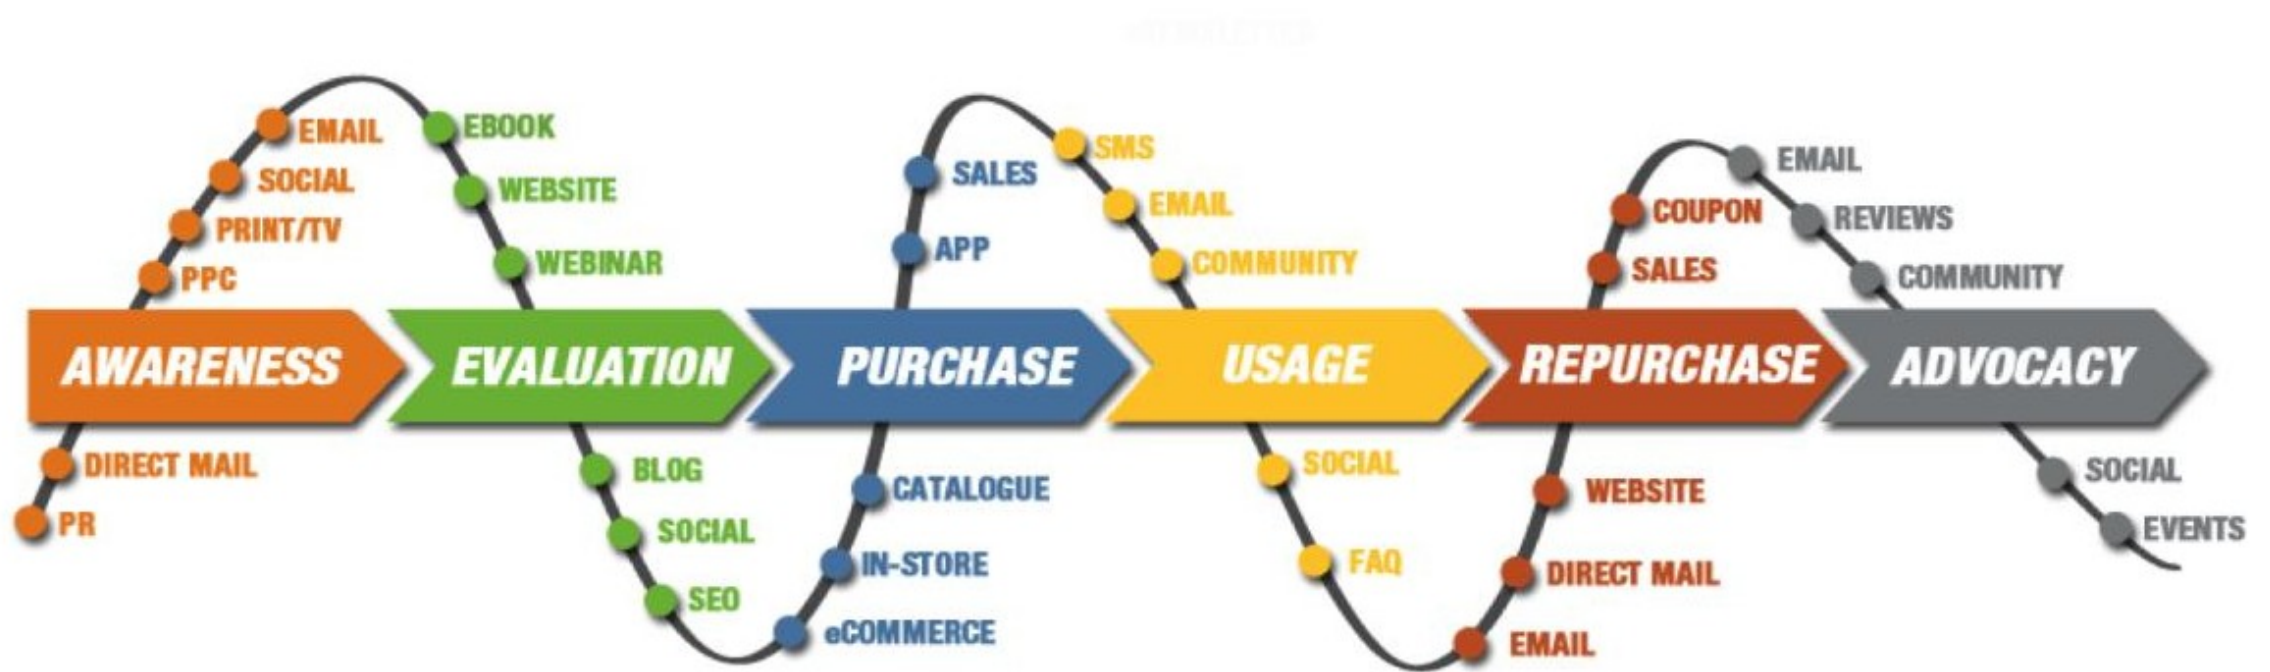 EMAIL
SOCIAL
PRINT/TV
PPC
AWARENESS
DIRECT MAIL
PR
EBOOK
WEBSITE
WEBINAR
EVALUATION
BLOG
SOCIAL
SEO
SALES
APP
PURCHASE
CATALOGUE
IN-STORE
eCOMMERCE
SMS
EMAIL
COMMUNITY
USAGE
SOCIAL
FAQ
COUPON
SALES
REPURCHASE
WEBSITE
DIRECT MAIL
EMAIL
EMAIL
REVIEWS
COMMUNITY
ADVOCACY
SOCIAL
EVENTS